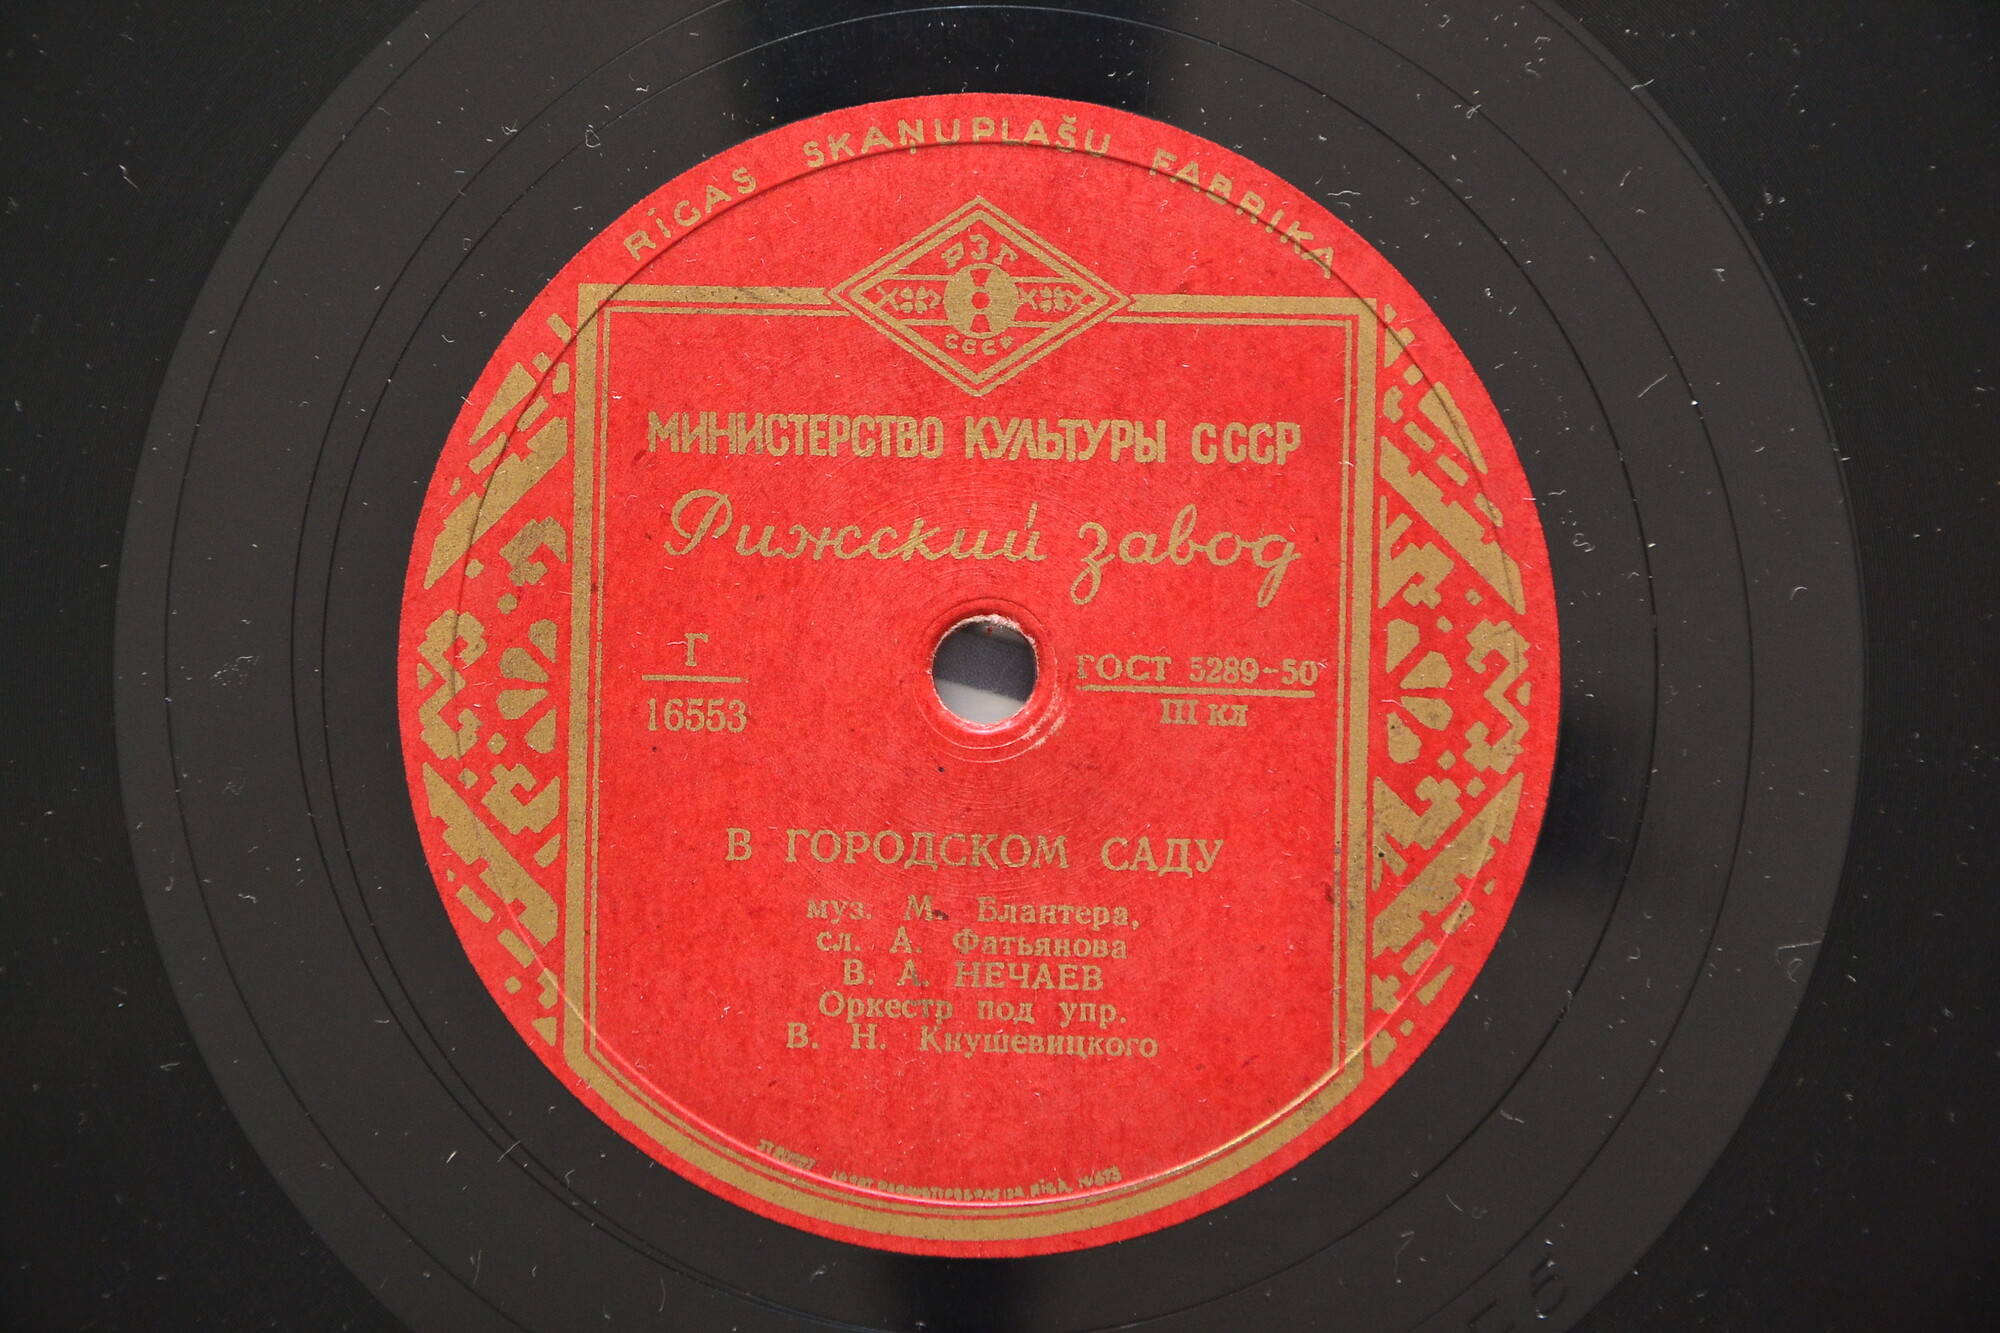 RĪGAS SKAŅUPLAŠU FABRIKA
РЗГ
СССР
МИНИСТЕРСТВО КУЛЬТУРЫ СССР
Рижский завод
Г
16553
ГОСТ 5289-50
III кл
В ГОРОДСКОМ САДУ
муз. М. Блантера,
сл. А. Фатьянова
В. А. НЕЧАЕВ
Оркестр под упр.
В. Н. Кнушевицкого
RĪGĀ,